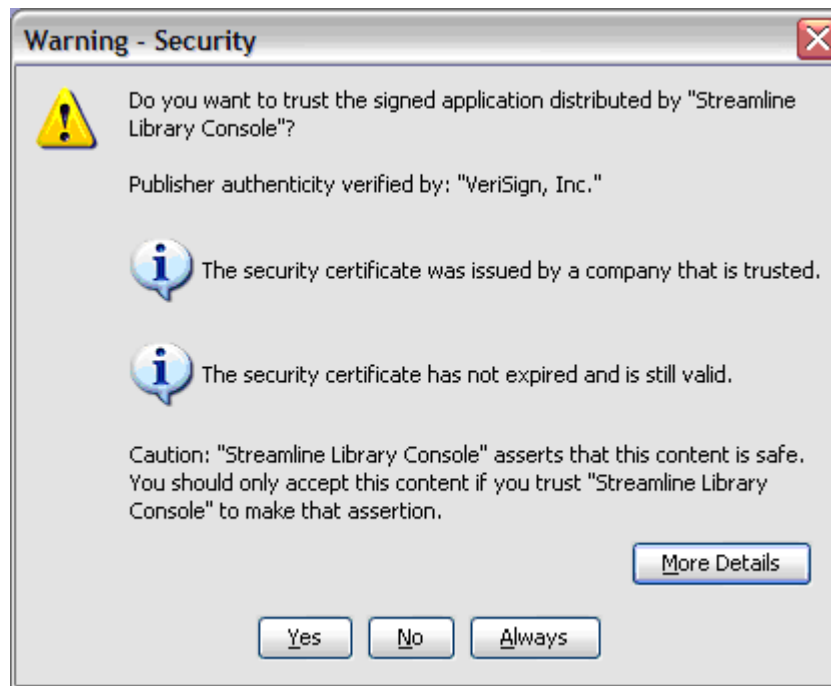 Warning - Security
Do you want to trust the signed application distributed by "Streamline
Library Console"?
Publisher authenticity verified by: "VeriSign, Inc."
The security certificate was issued by a company that is trusted.
The security certificate has not expired and is still valid.
Caution: "Streamline Library Console" asserts that this content is safe.
You should only accept this content if you trust "Streamline Library
Console" to make that assertion.
More Details
Yes No Always